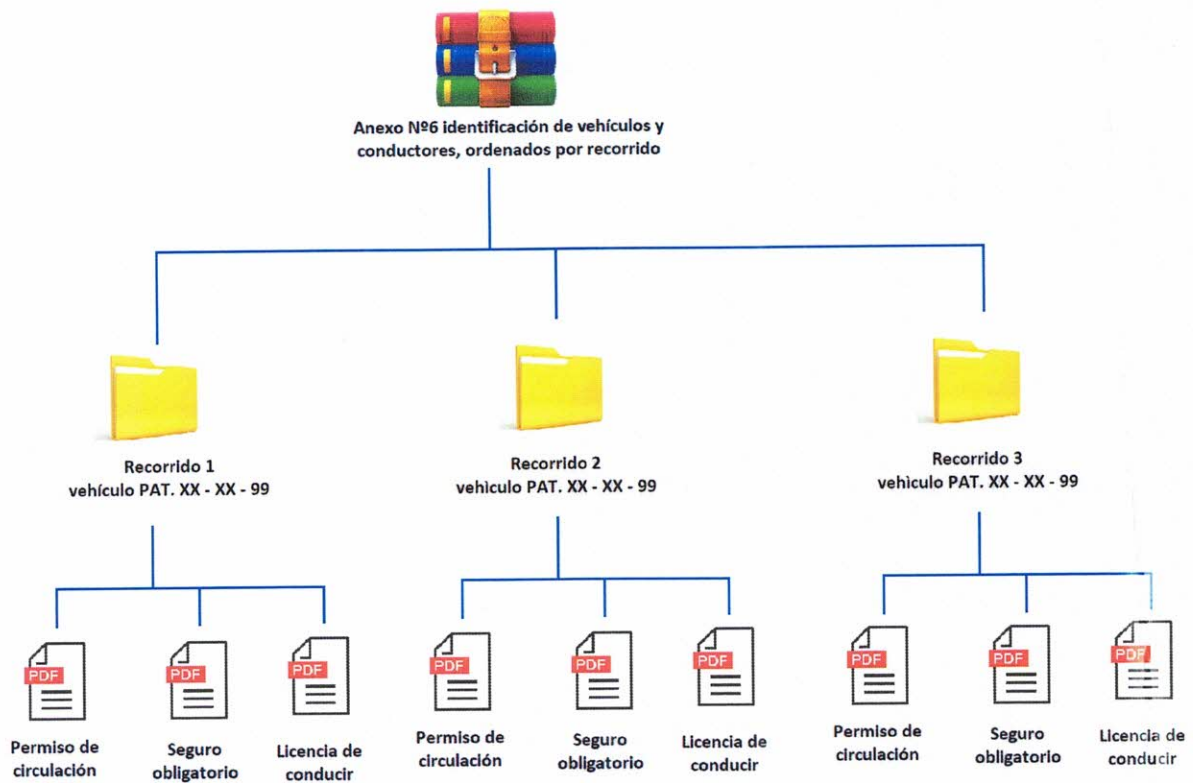 Anexo Nº6 identificación de vehículos y
conductores, ordenados por recorrido
Recorrido 1
vehículo PAT. XX - XX - 99
Recorrido 2
vehìculo PAT. XX - XX - 99
Recorrido 3
vehìculo PAT. XX - XX - 99
PDF
PDF
PDF
PDF
PDF
PDF
PDF
PDF
PDF
Permiso de
circulación
Seguro
obligatorio
Licencia de
conducir
Permiso de
circulación
Seguro
obligatorio
Licencia de
conducir
Permiso de
circulación
Seguro
obligatorio
Licencia de
conducir